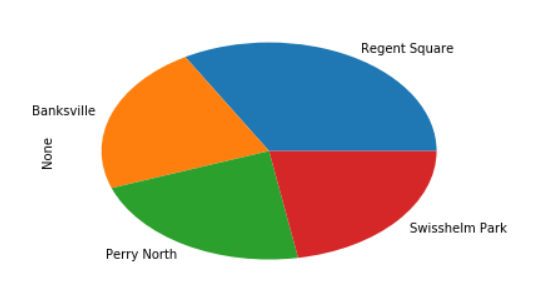 Regent Square
Banksville
None
Perry North
Swisshelm Park